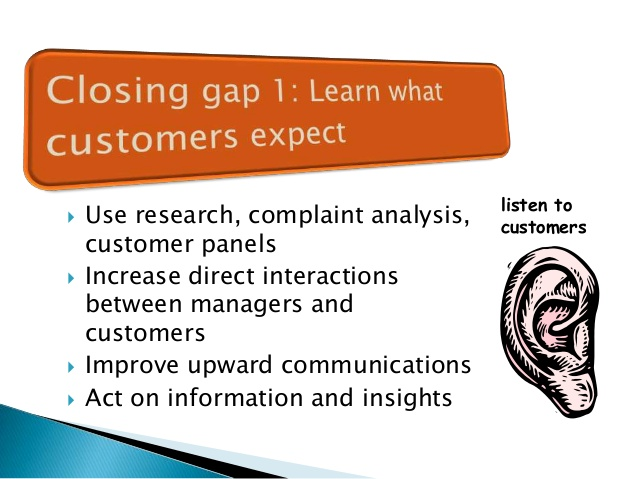 Closing gap 1: Learn what
customers expect
Use research, complaint analysis,
customer panels
Increase direct interactions
between managers and
customers
Improve upward communications
Act on information and insights
listen to
customers